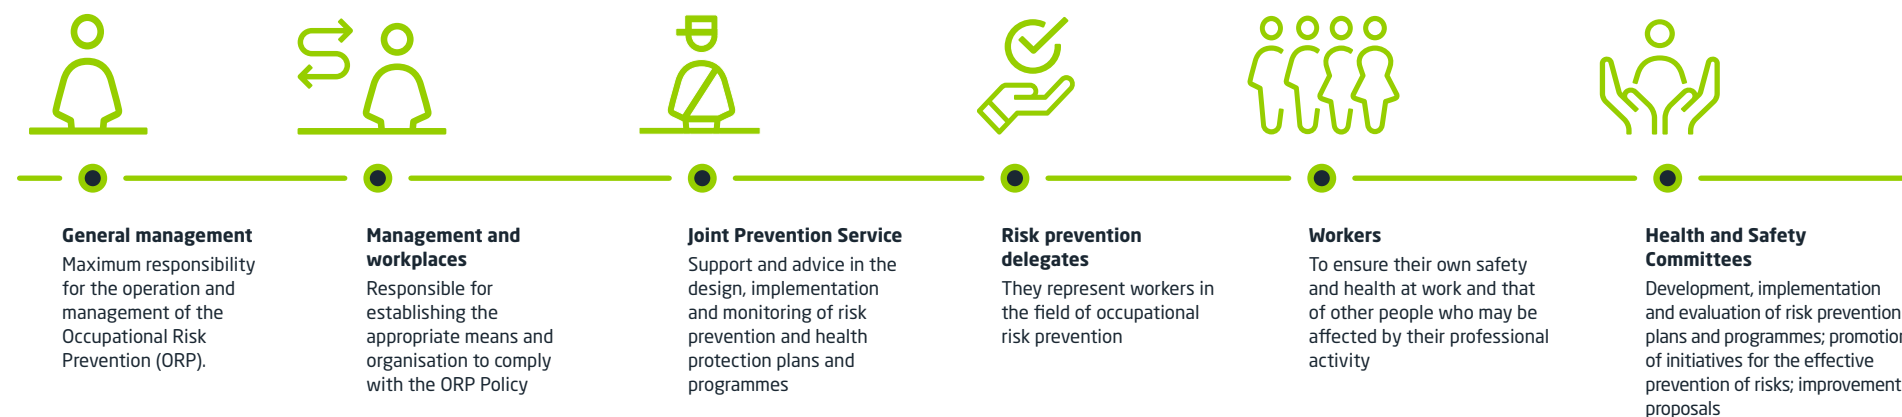 General management
Maximum responsibility
for the operation and
management of the
Occupational Risk
Prevention (ORP).
Management and
workplaces
Responsible for
establishing the
appropriate means and
organisation to comply
with the ORP Policy
Joint Prevention Service
Support and advice in the
design, implementation
and monitoring of risk
prevention and health
protection plans and
programmes
Risk prevention
delegates
They represent workers in
the field of occupational
risk prevention
Workers
To ensure their own safety
and health at work and that
of other people who may be
affected by their professional
activity
Health and Safety
Committees
Development, implementation
and evaluation of risk prevention
plans and programmes; promotion
of initiatives for the effective
prevention of risks; improvement
proposals